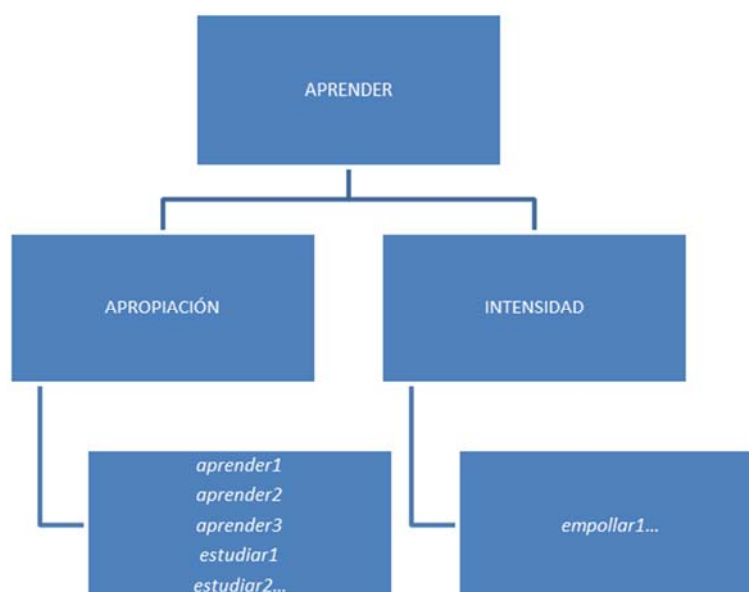 APRENDER
APROPIACIÓN
INTENSIDAD
aprender1
aprender2
aprender3
estudiar1
estudiar2...
empollar1...